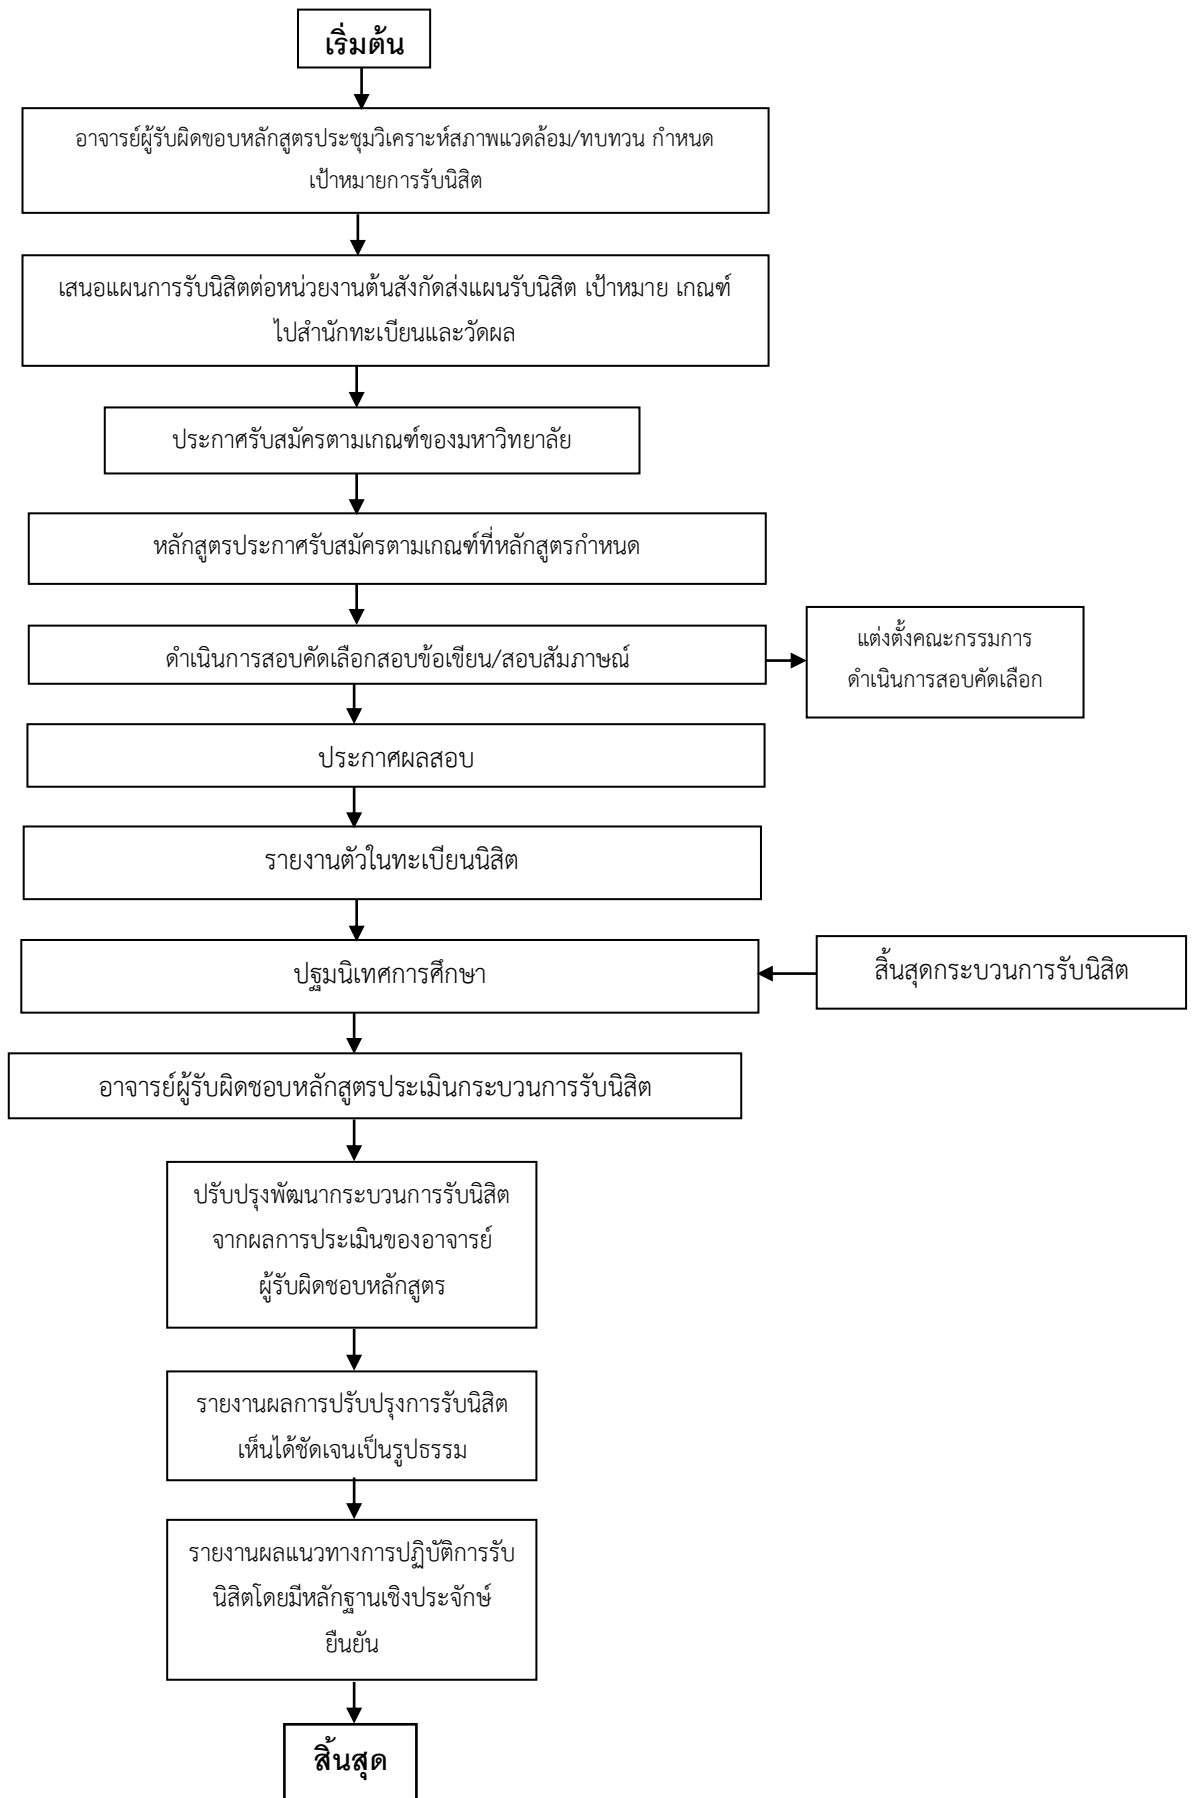 เริ่มต้น
อาจารย์ผู้รับผิดขอบหลักสูตรประชุมวิเคราะห์สภาพแวดล้อม/ทบทวน กำหนด
เป้าหมายการรับนิสิต
เสนอแผนการรับนิสิตต่อหน่วยงานต้นสังกัดส่งแผนรับนิสิต เป้าหมาย เกณฑ์
ไปสำนักทะเบียนและวัดผล
ประกาศรับสมัครตามเกณฑ์ของมหาวิทยาลัย
หลักสูตรประกาศรับสมัครตามเกณฑ์ที่หลักสูตรกำหนด
ดำเนินการสอบคัดเลือกสอบข้อเขียน/สอบสัมภาษณ์
แต่งตั้งคณะกรรมการ
ดำเนินการสอบคัดเลือก
ประกาศผลสอบ
รายงานตัวในทะเบียนนิสิต
ปฐมนิเทศการศึกษา
สิ้นสุดกระบวนการรับนิสิต
อาจารย์ผู้รับผิดชอบหลักสูตรประเมินกระบวนการรับนิสิต
ปรับปรุงพัฒนากระบวนการรับนิสิต
จากผลการประเมินของอาจารย์
ผู้รับผิดชอบหลักสูตร
รายงานผลการปรับปรุงการรับนิสิต
เห็นได้ชัดเจนเป็นรูปธรรม
รายงานผลแนวทางการปฏิบัติการรับ
นิสิตโดยมีหลักฐานเชิงประจักษ์
ยืนยัน
สิ้นสุด